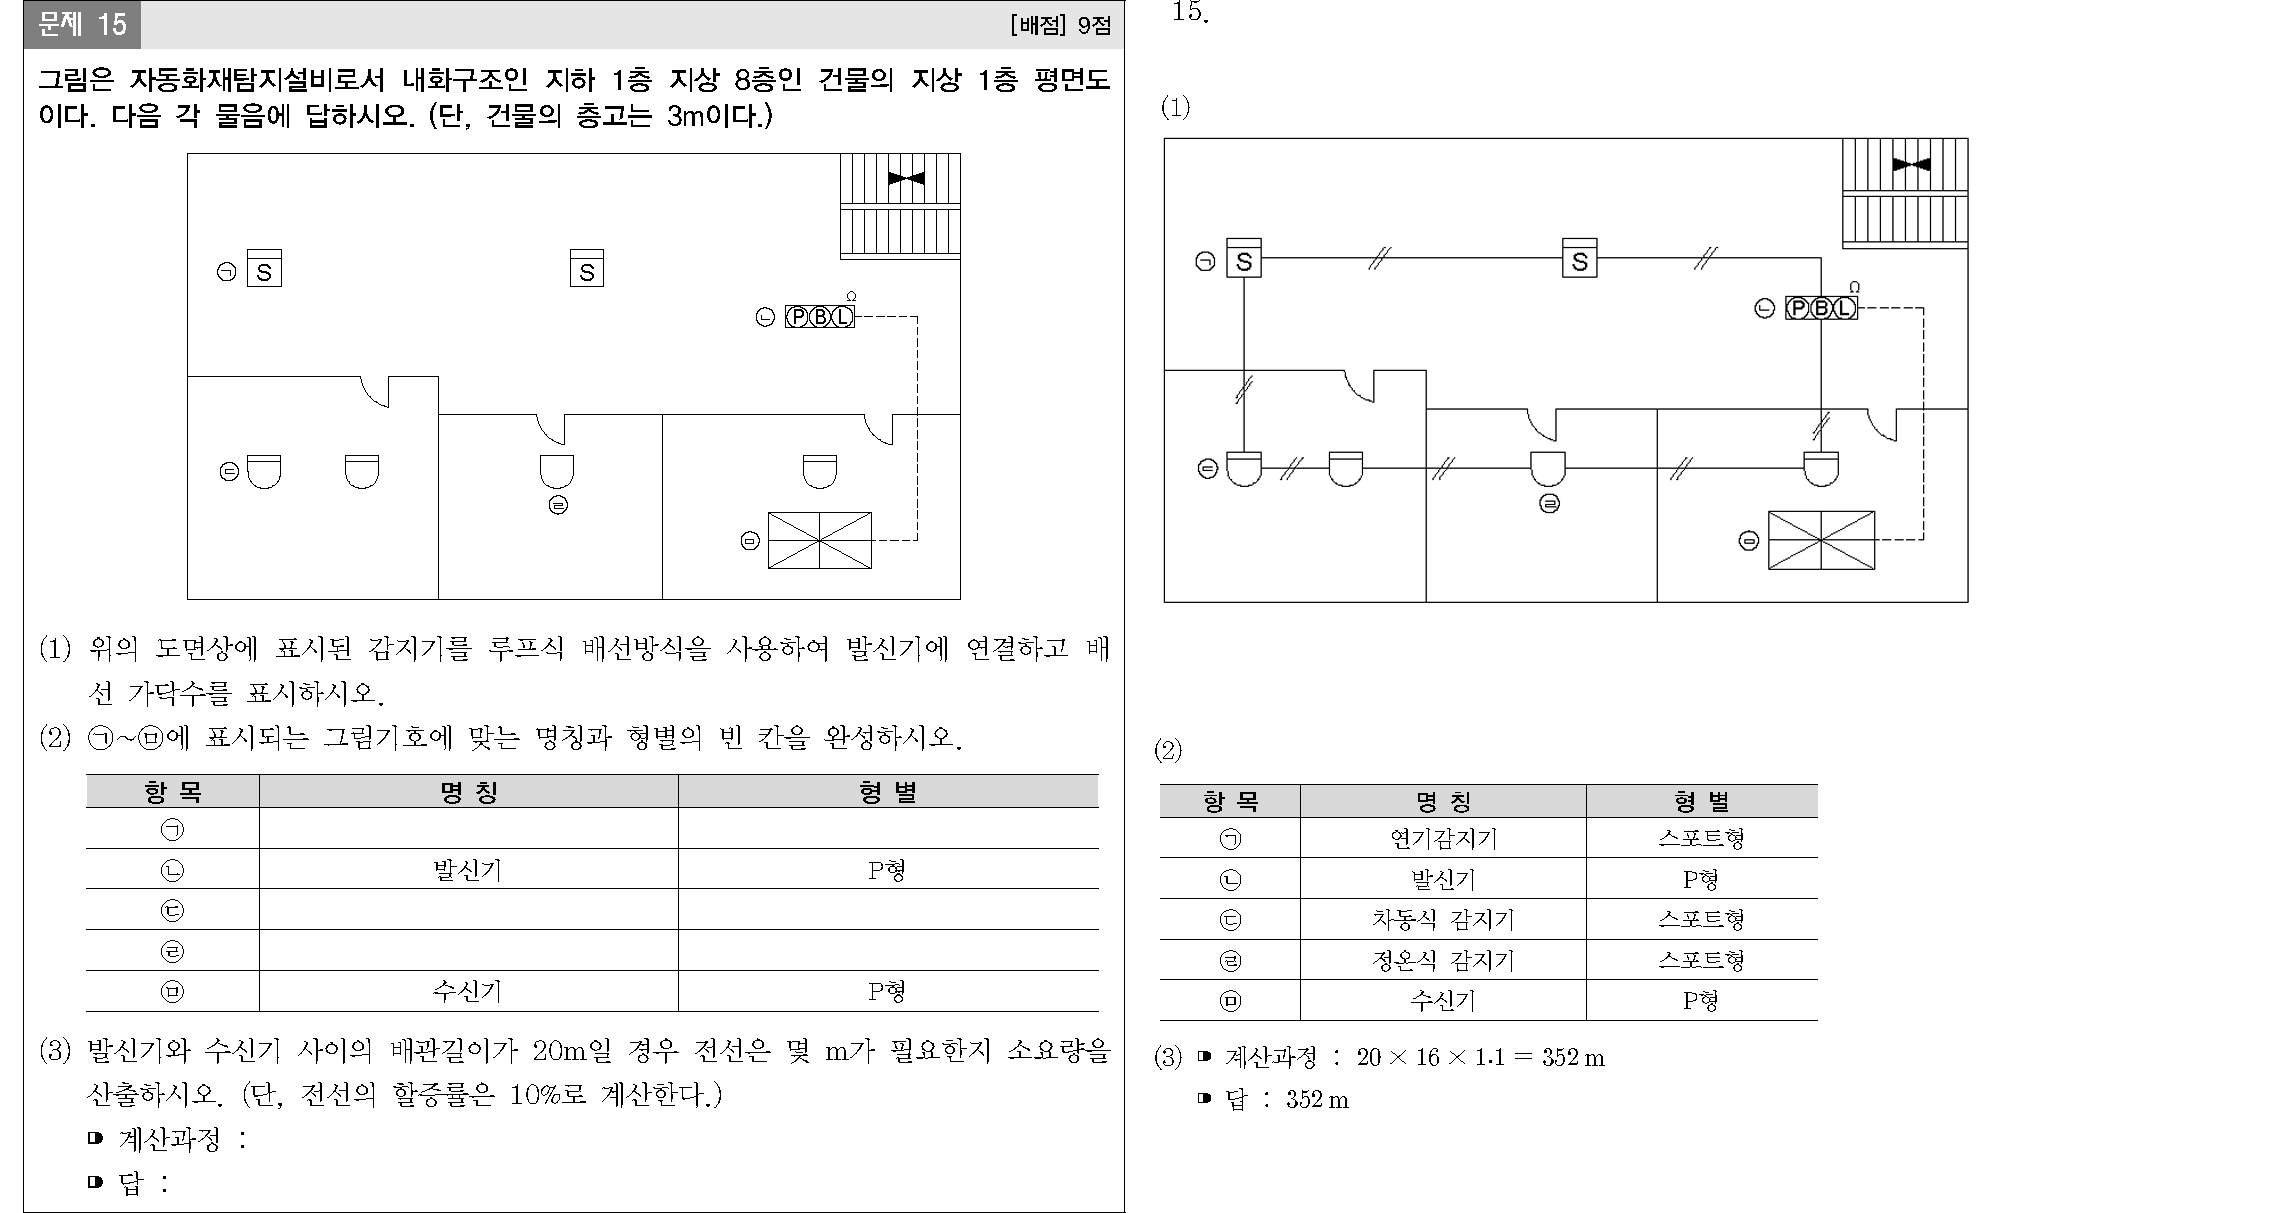 문제 15
[배점] 9점
그림은 자동화재탐지설비로서 내화구조인 지하 1층 지상 8층인 건물의 지상 1층 평면도
이다. 다음 각 물음에 답하시오. (단, 건물의 층고는 3m이다.)
㉠ S S
Ω
㉡ P B L
㉢
㉣
㉤
(1) 위의 도면상에 표시된 감지기를 루프식 배선방식을 사용하여 발신기에 연결하고 배
선 가닥수를 표시하시오.
(2) ㉠~㉤에 표시되는 그림기호에 맞는 명칭과 형별의 빈 칸을 완성하시오.
항 목 명 칭 형 별
㉠
㉡ 발신기 P형
㉢
㉣
㉤ 수신기 P형
(3) 발신기와 수신기 사이의 배관길이가 20m일 경우 전선은 몇 m가 필요한지 소요량을
산출하시오. (단, 전선의 할증률은 10%로 계산한다.)
계산과정 :
답 :
15.
(1)
㉠ S S
Ω
㉡ P B L
㉢
㉣
㉤
(2)
항 목 명 칭 형 별
㉠ 연기감지기 스포트형
㉡ 발신기 P형
㉢ 차동식 감지기 스포트형
㉣ 정온식 감지기 스포트형
㉤ 수신기 P형
(3) 계산과정 : 20 × 16 × 1.1 = 352 m
답 : 352 m